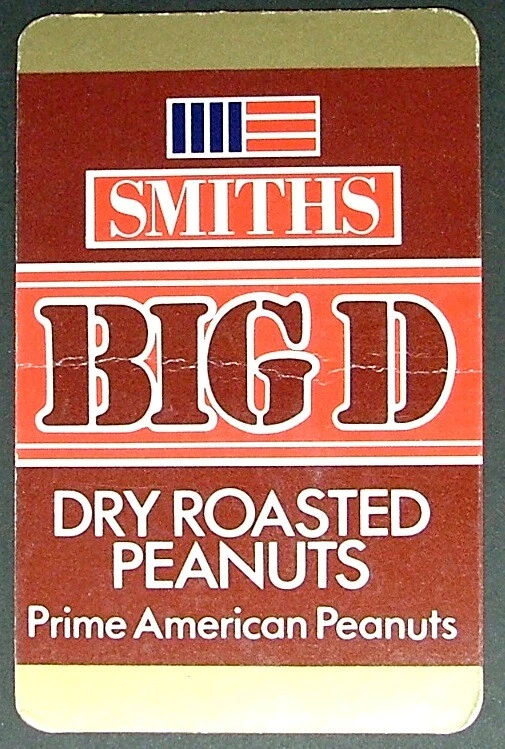 SMITHS
BIG D
DRY ROASTED
PEANUTS
Prime American Peanuts